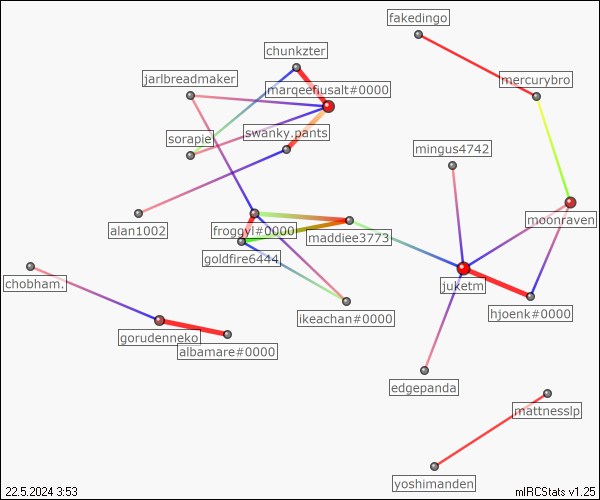 fakedingo
chunkzter
jarlbreadmaker
mercurybro
marqeefiusalt#0000
swanky.pants
sorapie
mingus4742
moonraven
alan1002
froggyl#0000
maddiee3773
goldfire6444
chobham.
juketm
ikeachan#0000
hjoenk#0000
gorudenneko
albamare#0000
edgepanda
mattnesslp
yoshimanden
22.5.2024 3:53
mIRCStats v1.25